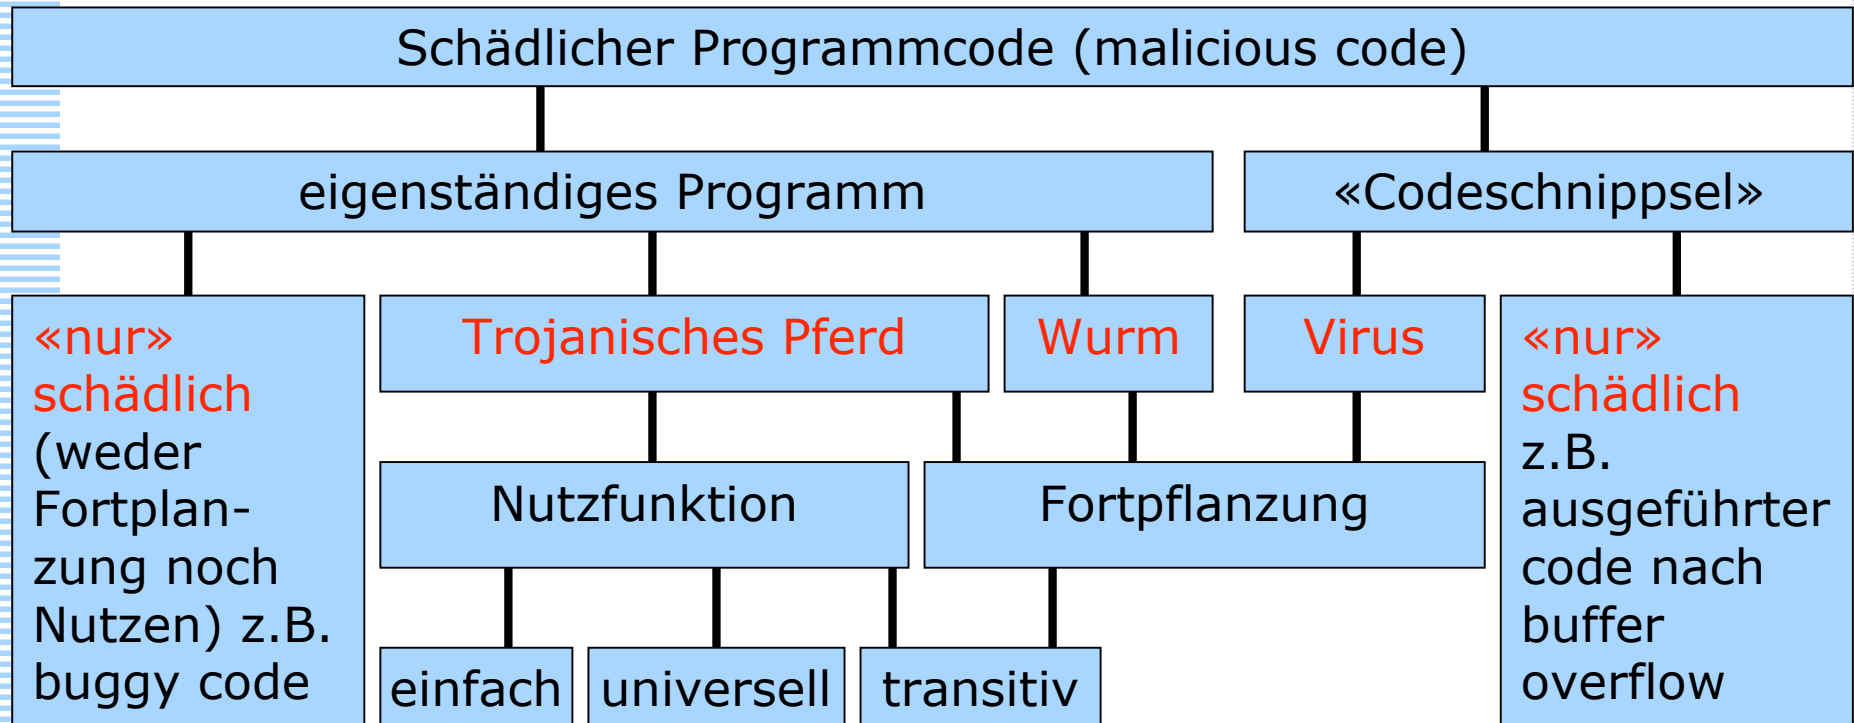 Schädlicher Programmcode (malicious code)
eigenständiges Programm
«Codeschnippsel»
«nur»
schädlich
(weder
Fortplan-
zung noch
Nutzen) z.B.
buggy code
Trojanisches Pferd
Wurm
Virus
«nur»
schädlich
z.B.
ausgeführter
code nach
buffer
overflow
Nutzfunktion
Fortpflanzung
einfach
universell
transitiv